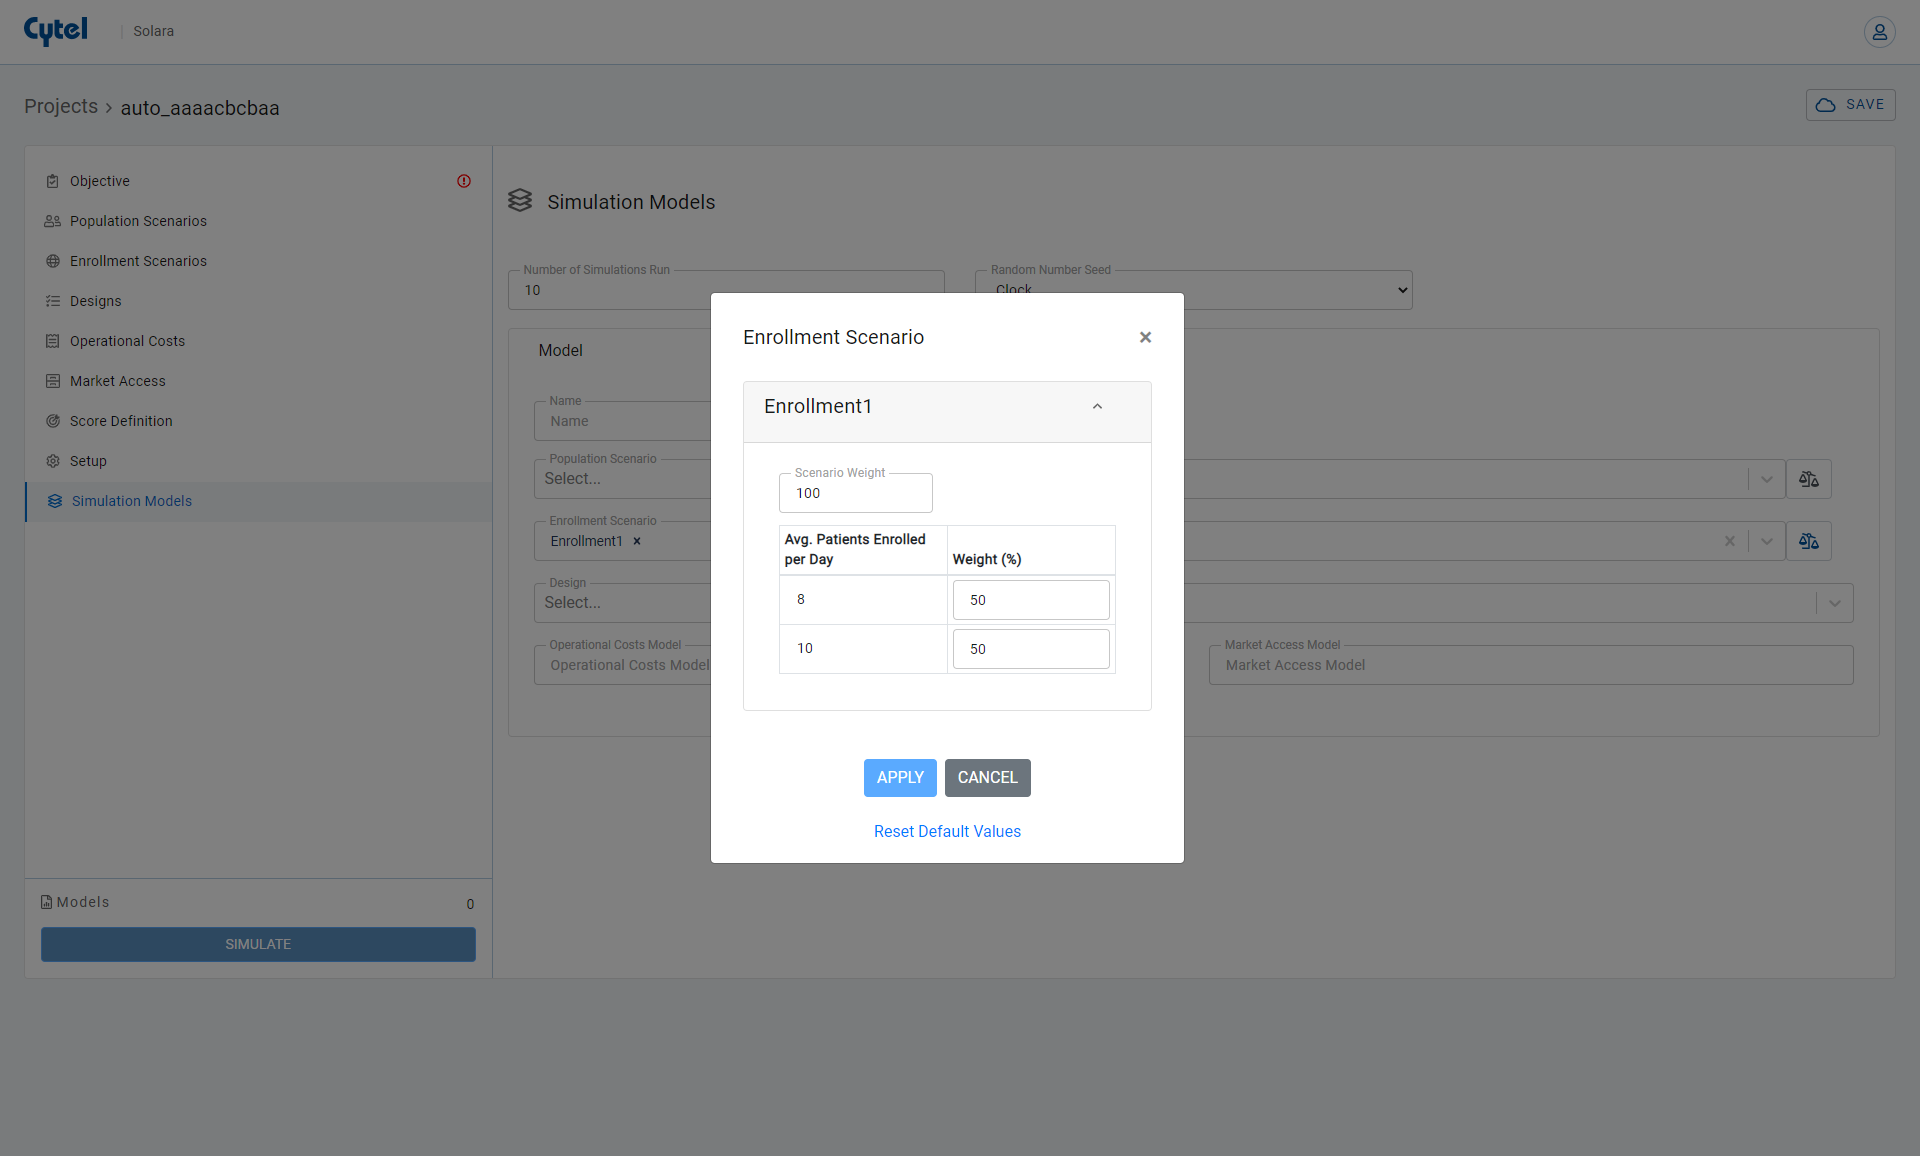 Cytel
Solara
Projects › auto_aaaacbcbaa
SAVE
Objective
Population Scenarios
Enrollment Scenarios
Designs
Operational Costs
Market Access
Score Definition
Setup
Simulation Models
Models
0
SIMULATE
Simulation Models
Number of Simulations Run
10
Random Number Seed
Clock
Model
Name
Name
Population Scenario
Select...
Enrollment Scenario
Enrollment1 ×
Design
Select...
Operational Costs Model
Operational Costs Model
Market Access Model
Market Access Model
Enrollment Scenario
×
Enrollment1
Scenario Weight
100
Avg. Patients Enrolled
per Day
Weight (%)
8
50
10
50
APPLY
CANCEL
Reset Default Values